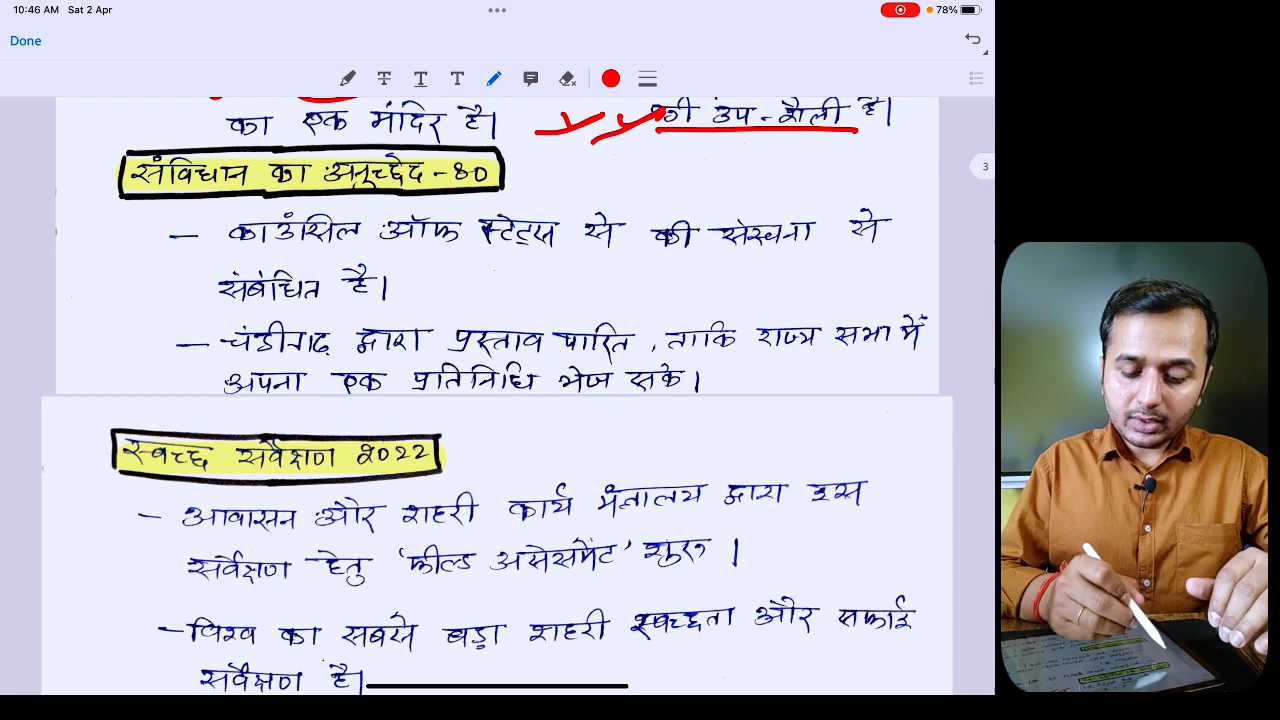 10:46 AM Sat 2 Apr
78%
Done
3
का एक मंदिर है।
की उप-शैली है।
संविधान का अनुच्छेद-80
- काउंसिल ऑफ स्टेट्स से की संरचना से
संबंधित है।
- चंडीगढ़ द्वारा प्रस्ताव पारित, ताकि राज्य सभा में
अपना एक प्रतिनिधि भेज सके।
स्वच्छ सर्वेक्षण 2022
- आवासन और शहरी कार्य मंत्रालय द्वारा इस
सर्वेक्षण हेतु 'फील्ड असेसमेंट' शुरू।
- विश्व का सबसे बड़ा शहरी स्वच्छता और सफाई
सर्वेक्षण है।